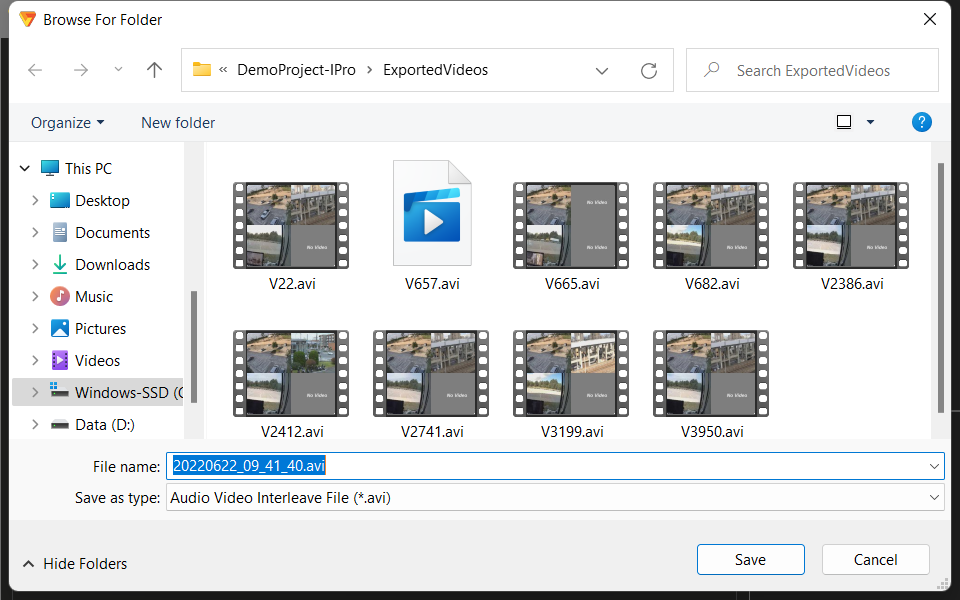 Browse For Folder
« DemoProject-IPro › ExportedVideos
Search ExportedVideos
Organize
New folder
?
This PC
Desktop
Documents
Downloads
Music
Pictures
Videos
Windows-SSD (C
Data (D:)
No Video
V22.avi
V657.avi
No Video
No Video
V665.avi
No Video
V682.avi
No Video
V2386.avi
No Video
V2412.avi
No Video
V2741.avi
No Video
V3199.avi
No Video
V3950.avi
File name: 20220622_09_41_40.avi
Save as type: Audio Video Interleave File (*.avi)
Hide Folders
Save
Cancel